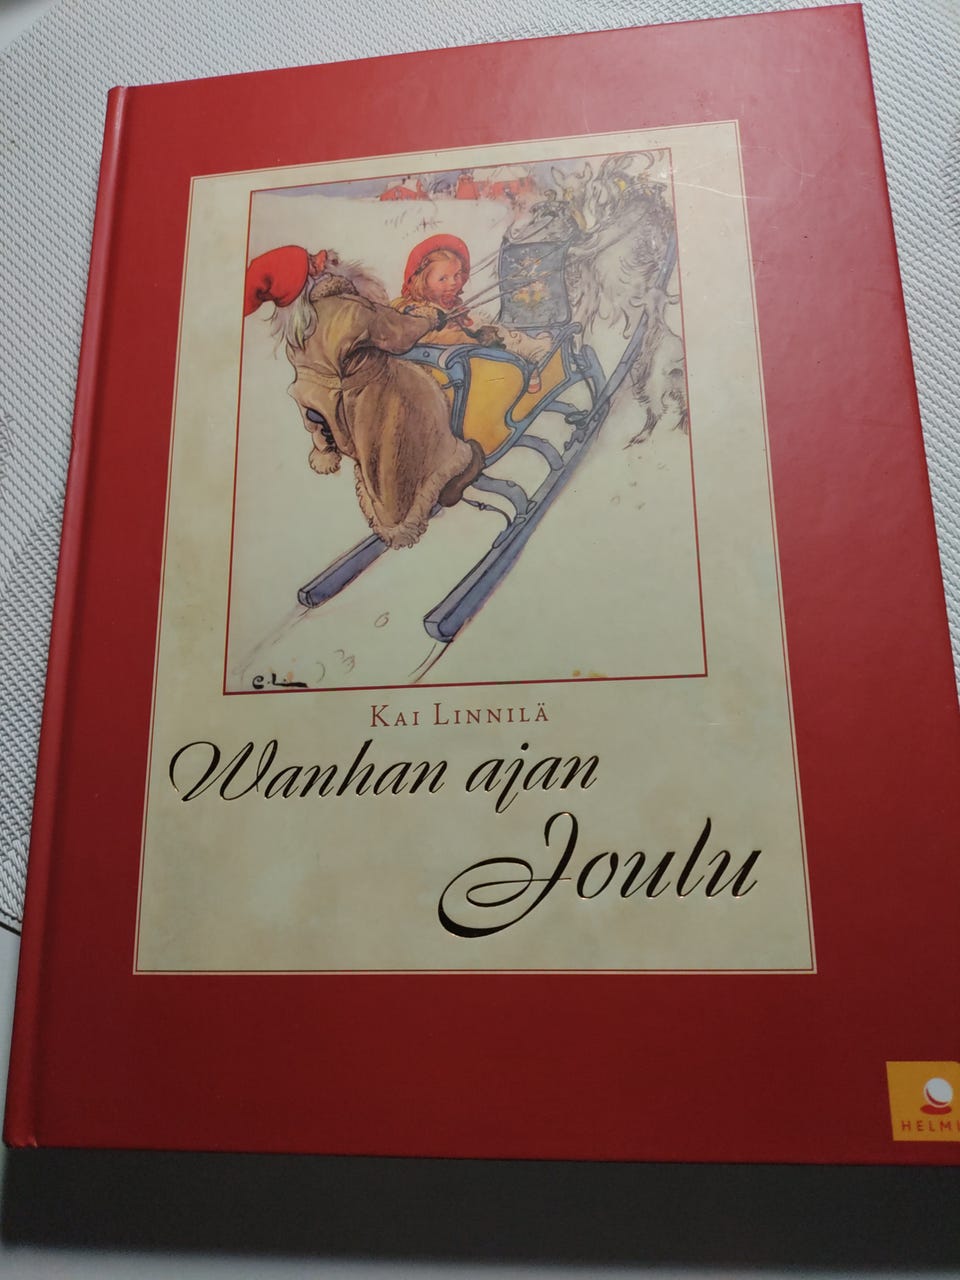 C.L.
KAI LINNILÄ
Wanhan ajan
Joulu
HELMI